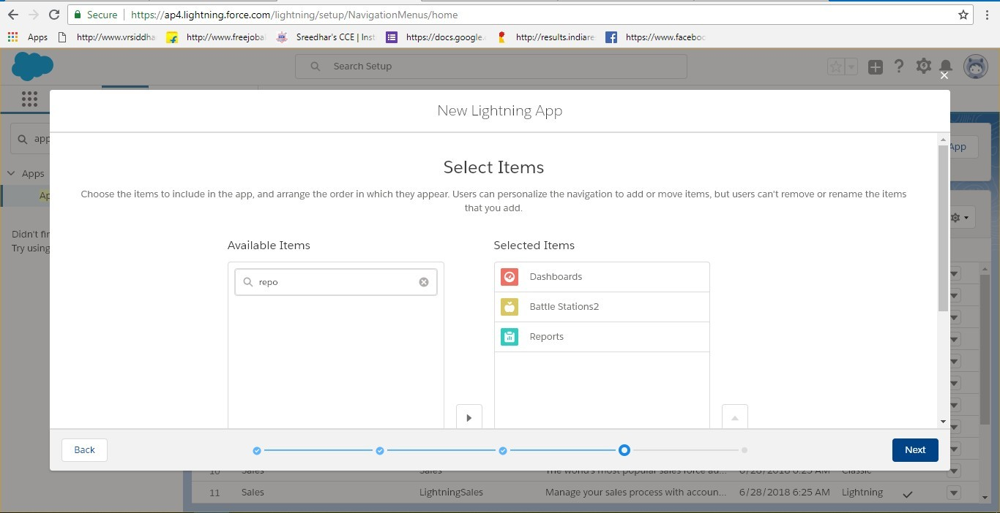 Secure | https://ap4.lightning.force.com/lightning/setup/NavigationMenus/home
Apps http://www.vrsiddha http://www.freejoba Sreedhar's CCE | Inst https://docs.google. http://results.indiare https://www.faceboo
Search Setup
New Lightning App
app
App
Select Items
Apps
Choose the items to include in the app, and arrange the order in which they appear. Users can personalize the navigation to add or move items, but users can't remove or rename the items
that you add.
Ap
Didn't fin
Try using
Available Items Selected Items
repo
Dashboards
Battle Stations2
Reports
Back
Next
10 Sales Sales The world's most popular sales force au... 6/28/2018 6:25 AM Classic
11 Sales LightningSales Manage your sales process with accoun... 6/28/2018 6:25 AM Lightning